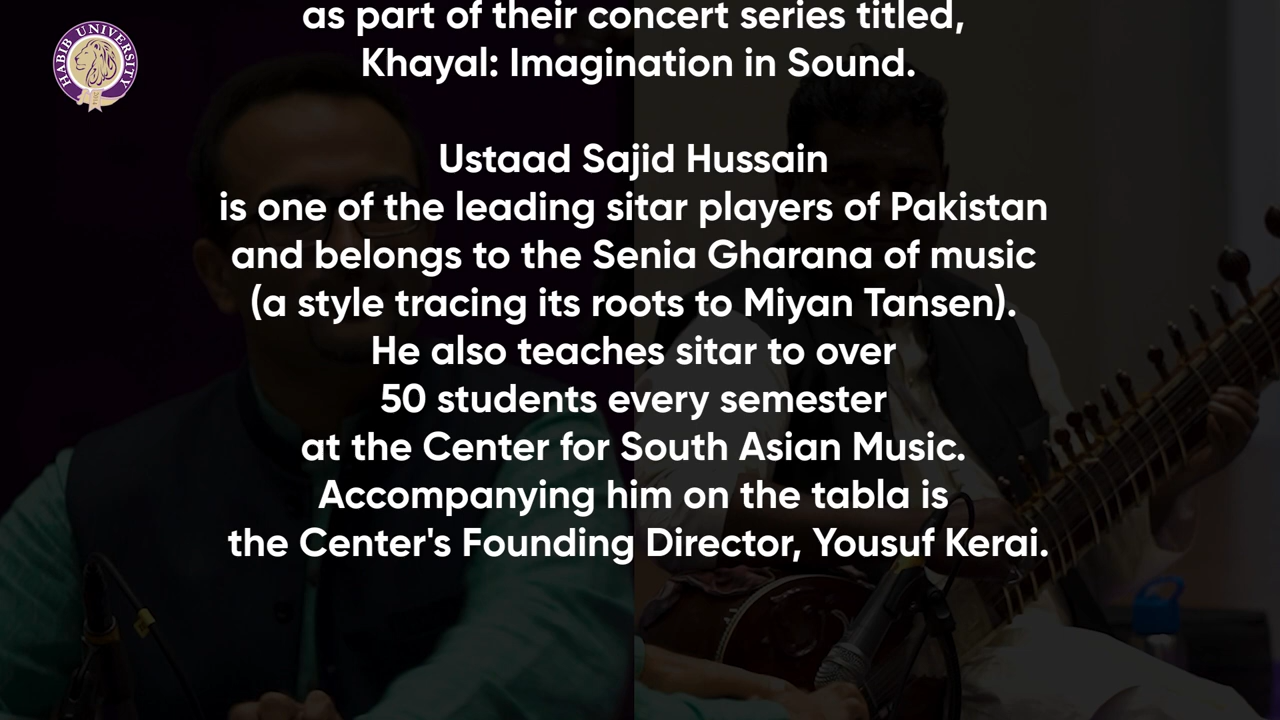 as part of their concert series titled,
Khayal: Imagination in Sound.
HABIB UNIVERSITY
Ustaad Sajid Hussain
is one of the leading sitar players of Pakistan
and belongs to the Senia Gharana of music
(a style tracing its roots to Miyan Tansen).
He also teaches sitar to over
50 students every semester
at the Center for South Asian Music.
Accompanying him on the tabla is
the Center's Founding Director, Yousuf Kerai.